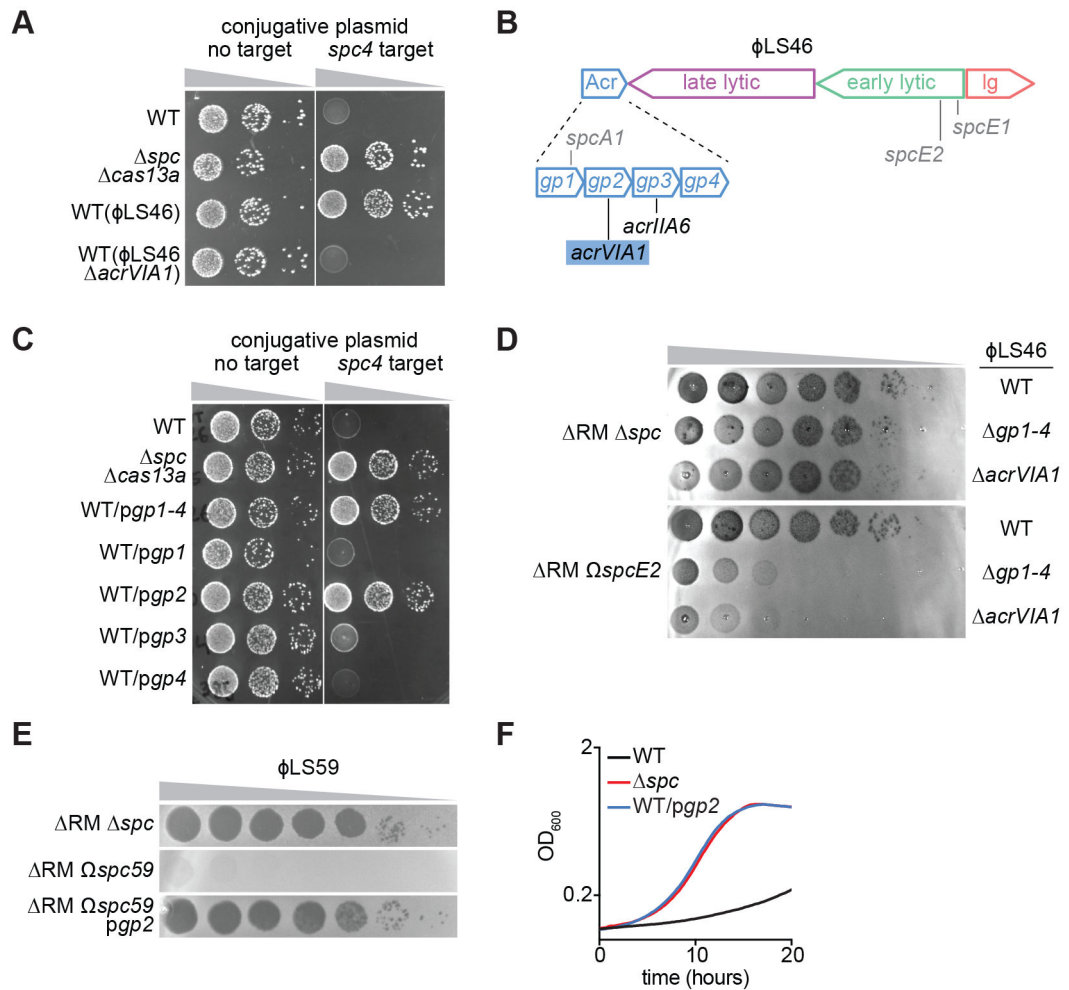 A
conjugative plasmid
no target
spc4 target
WT
Δspc
Δcas13a
WT(ϕLS46)
WT(ϕLS46
ΔacrVIA1)
B
ϕLS46
Acr
late lytic
early lytic
lg
spcA1
spcE1
spcE2
gp1
gp2
gp3
gp4
acrIIA6
acrVIA1
C
conjugative plasmid
no target
spc4 target
WT
Δspc
Δcas13a
WT/pgp1-4
WT/pgp1
WT/pgp2
WT/pgp3
WT/pgp4
D
ϕLS46
ΔRM Δspc
WT
Δgp1-4
ΔacrVIA1
ΔRM ΩspcE2
WT
Δgp1-4
ΔacrVIA1
E
ϕLS59
ΔRM Δspc
ΔRM Ωspc59
ΔRM Ωspc59
pgp2
F
2
WT
Δspc
WT/pgp2
OD600
0.2
0
10
20
time (hours)